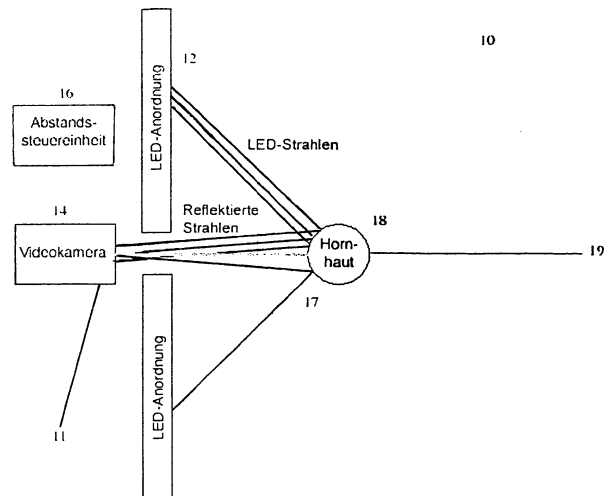 10
12
16
Abstands-
steuereinheit
LED-Anordnung
LED-Strahlen
14
Reflektierte
Strahlen
18
Videokamera
Horn-
haut
19
17
LED-Anordnung
11